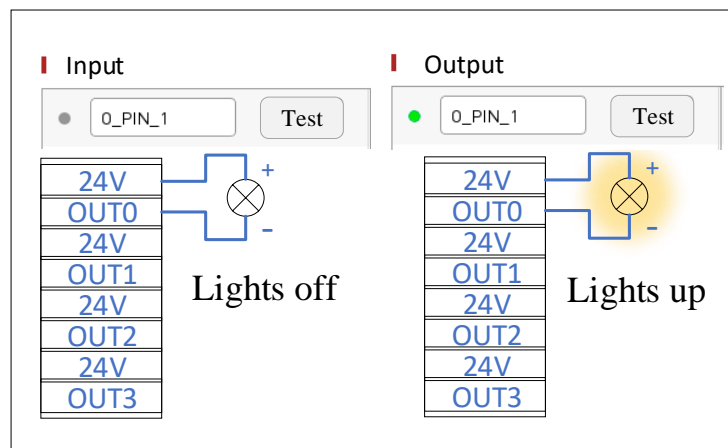 Input
0_PIN_1 Test
24V +
OUT0 -
24V
OUT1
24V
OUT2
24V
OUT3
Lights off
Output
0_PIN_1 Test
24V +
OUT0 -
24V
OUT1
24V
OUT2
24V
OUT3
Lights up